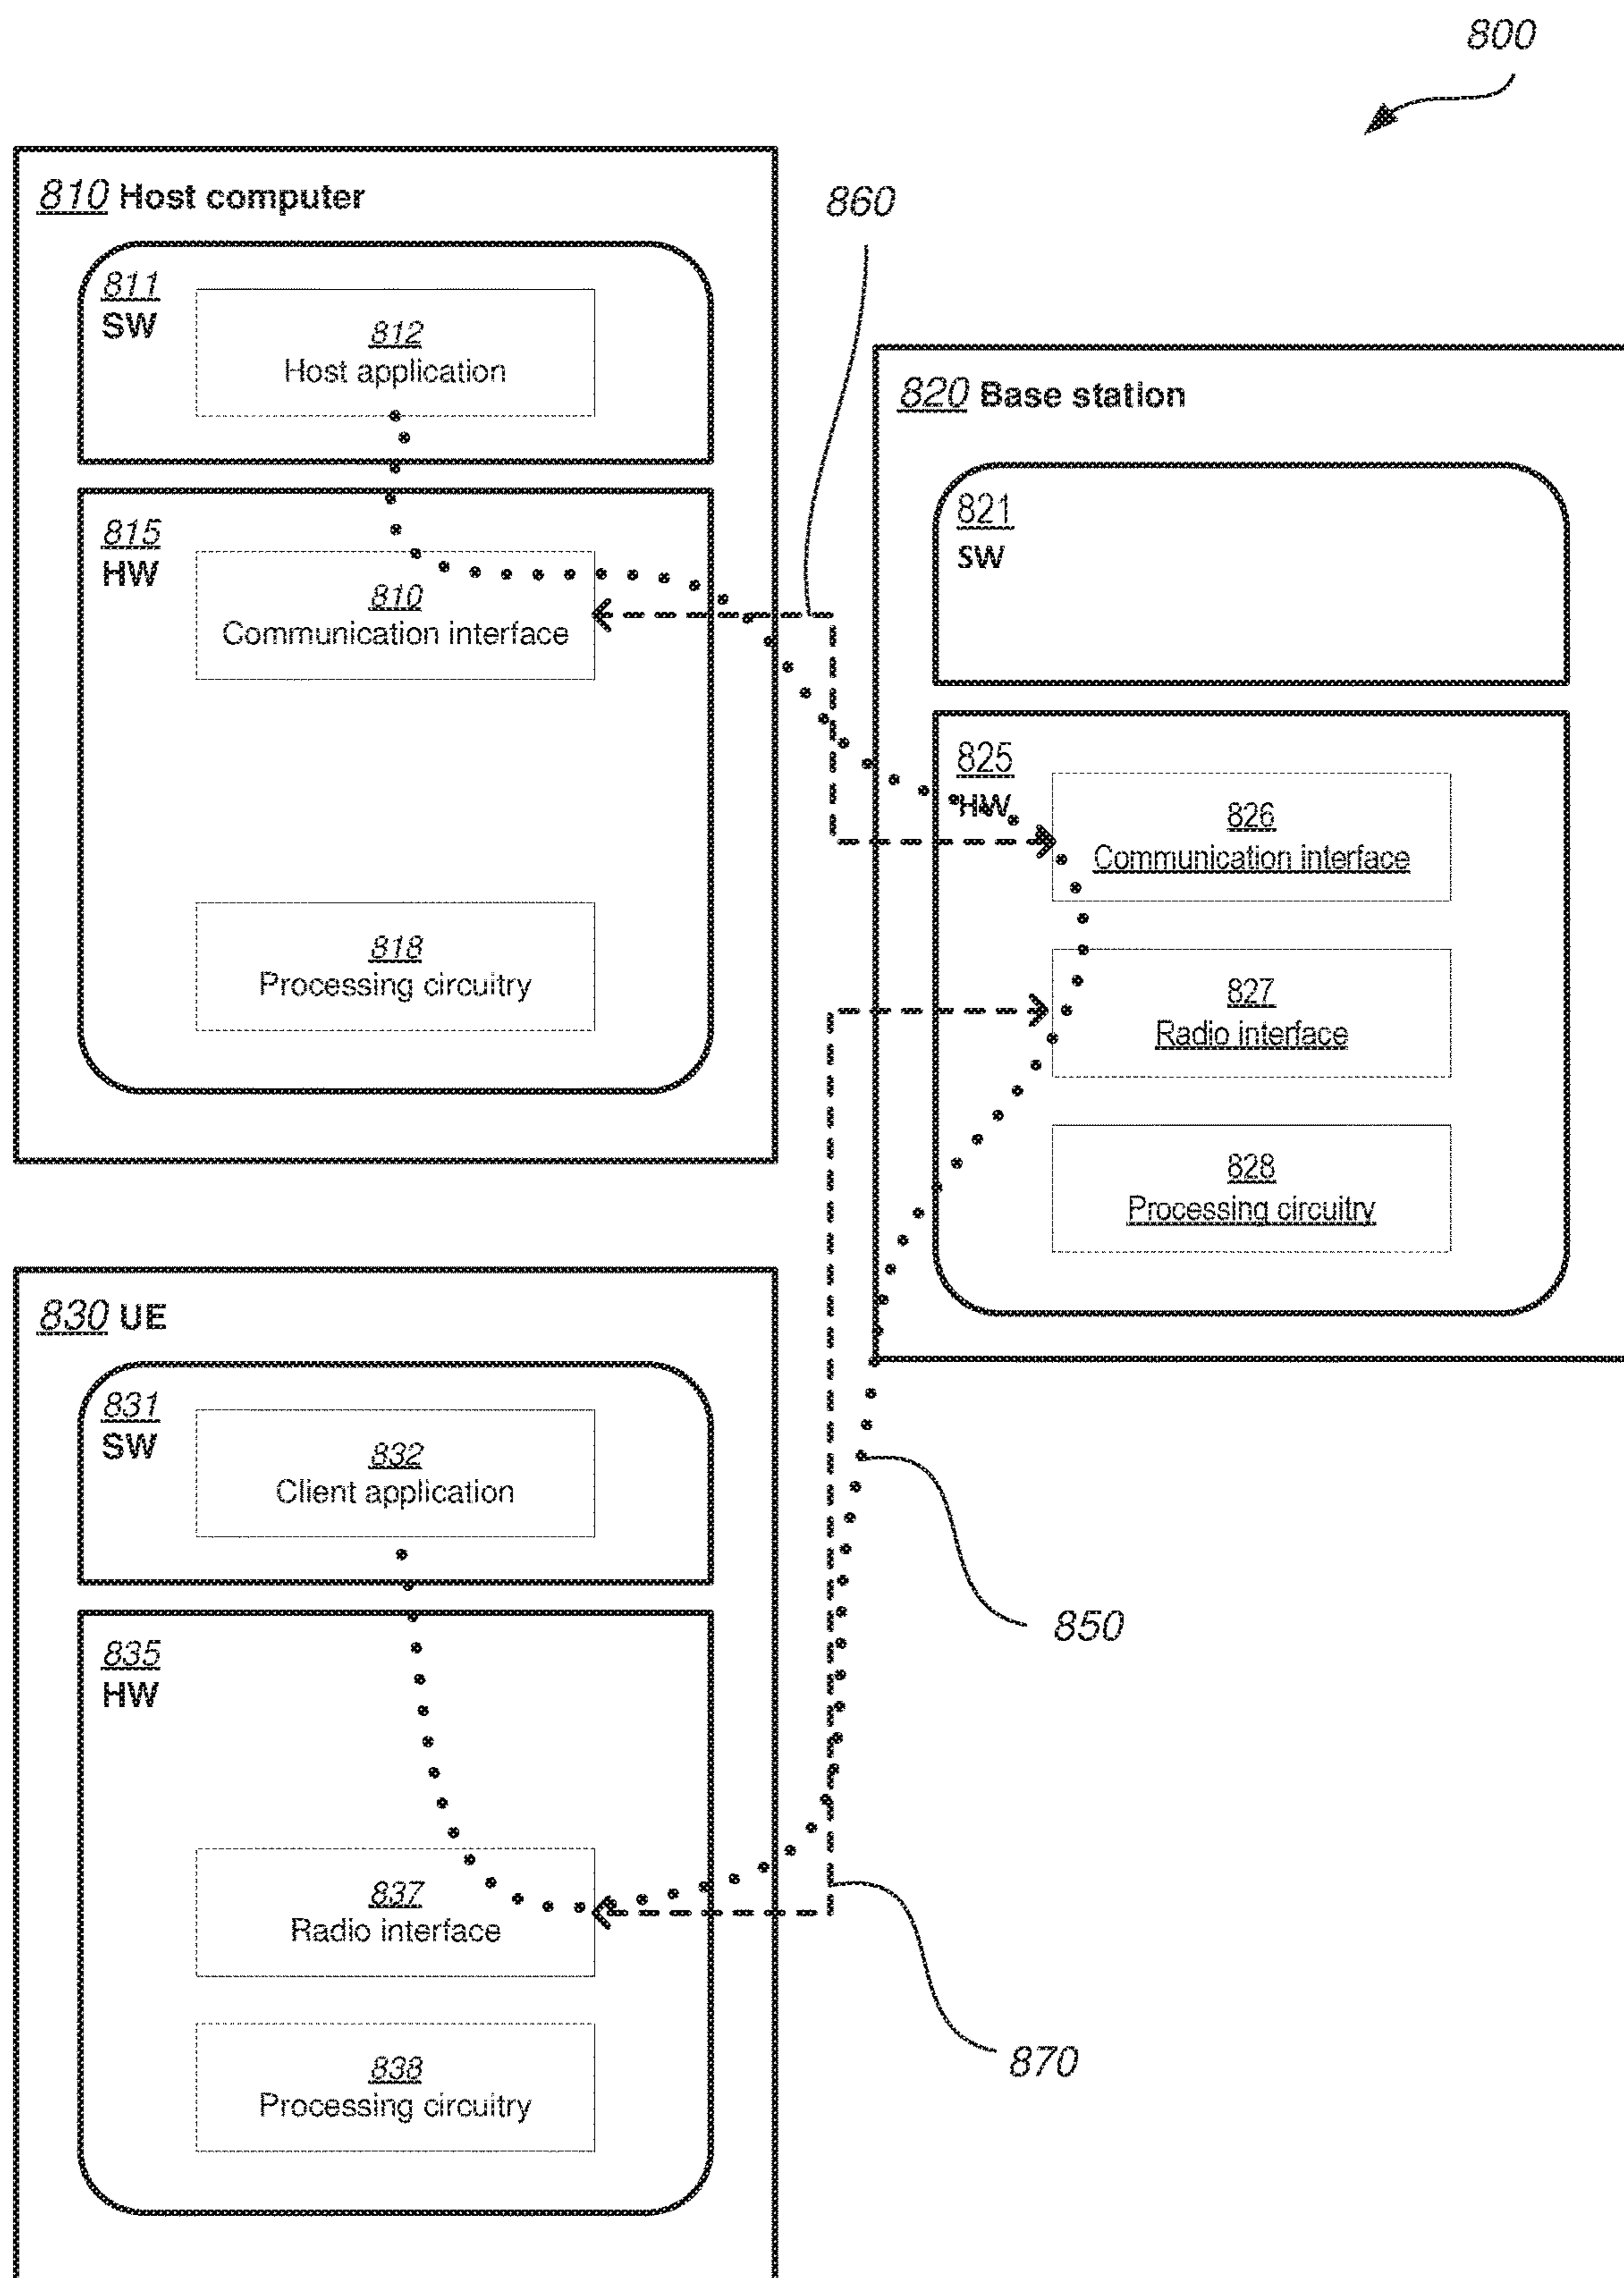 800
810 Host computer
811
SW
812
Host application
815
HW
810
Communication interface
818
Processing circuitry
860
820 Base station
821
SW
825
HW
826
Communication interface
827
Radio interface
828
Processing circuitry
830 UE
831
SW
832
Client application
835
HW
837
Radio interface
838
Processing circuitry
850
870